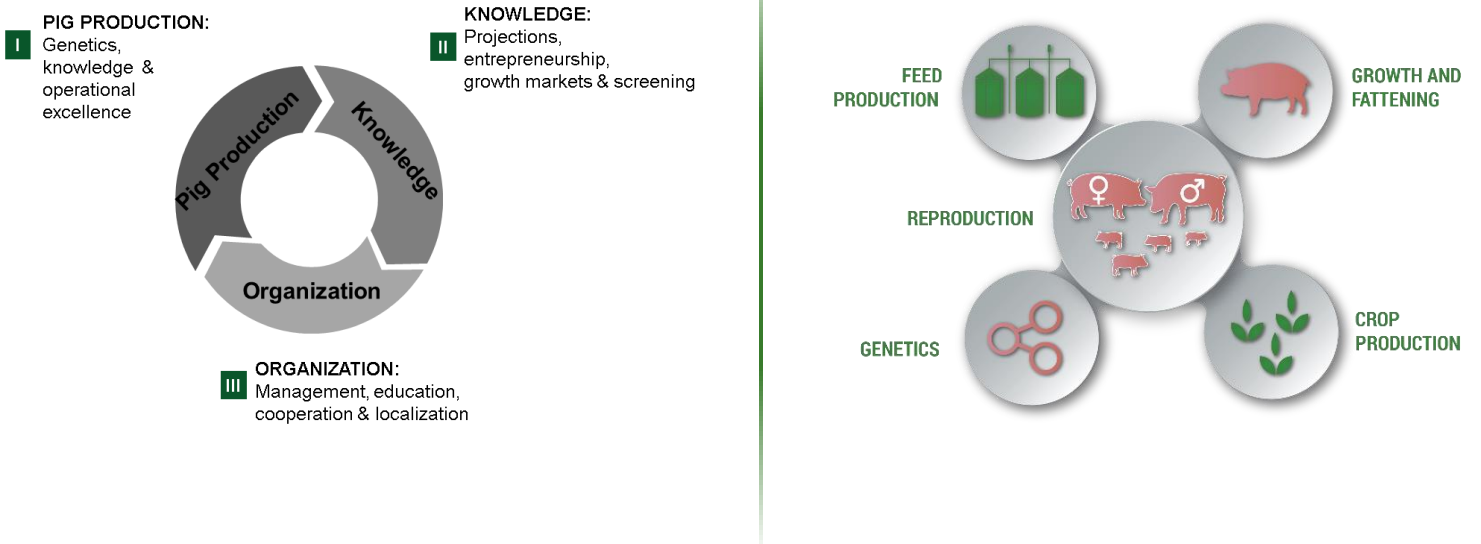 I
PIG PRODUCTION:
Genetics,
knowledge &
operational
excellence
II
KNOWLEDGE:
Projections,
entrepreneurship,
growth markets & screening
Pig Production
Knowledge
Organization
III
ORGANIZATION:
Management, education,
cooperation & localization
FEED
PRODUCTION
GROWTH AND
FATTENING
REPRODUCTION
GENETICS
CROP
PRODUCTION